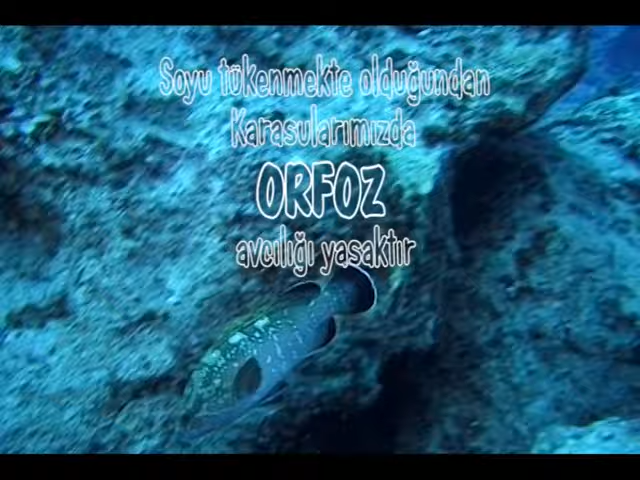 Soyu tükenmekte olduğundan
Karasularımızda
ORFOZ
avcılığı yasaktır